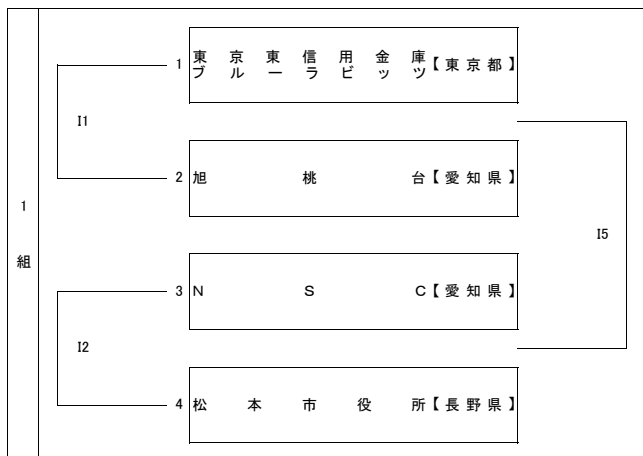 1組
1 東京東信用金庫
ブルーラビッツ【東京都】
I1
2 旭桃台【愛知県】
I5
3 NSC【愛知県】
I2
4 松本市役所【長野県】